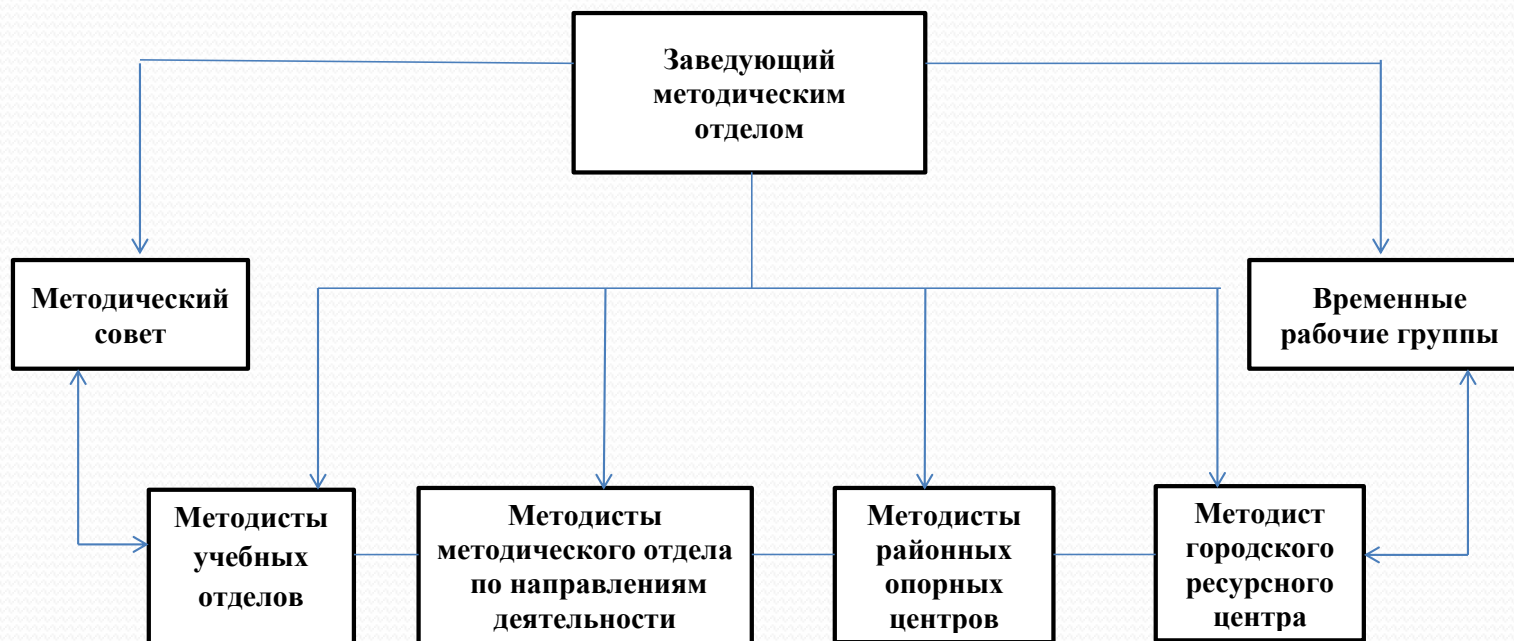 Заведующий
методическим
отделом
Методический
совет
Временные
рабочие группы
Методисты
учебных
отделов
Методисты
методического отдела
по направлениям
деятельности
Методисты
районных
опорных
центров
Методист
городского
ресурсного
центра